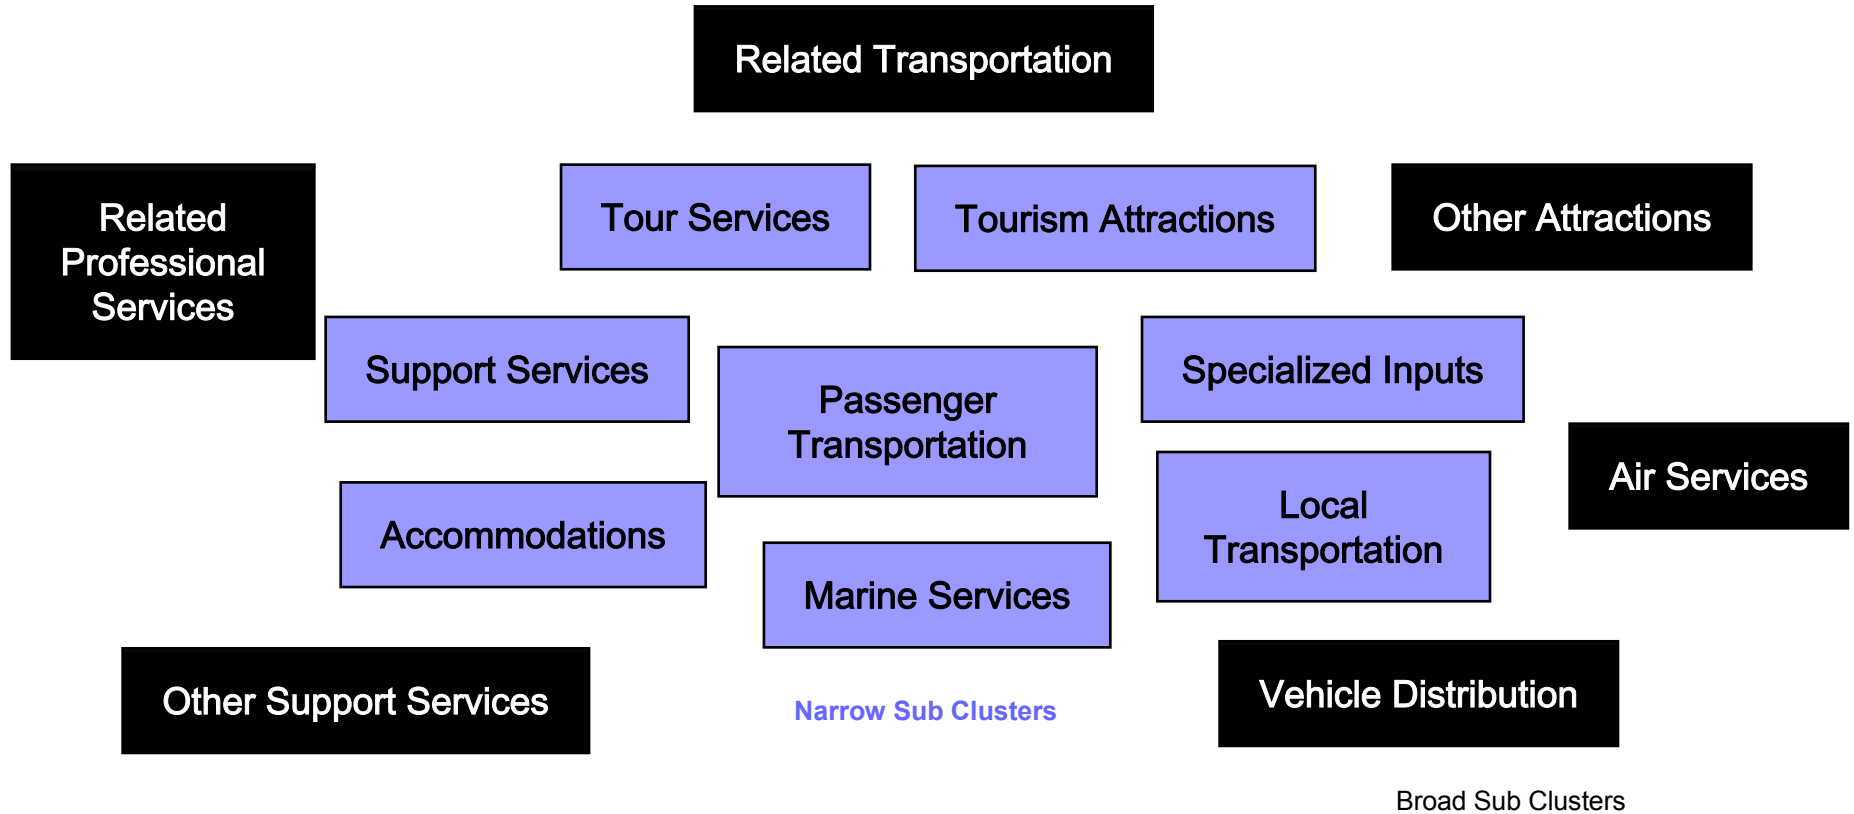 Related Transportation
Related
Professional
Services
Tour Services
Tourism Attractions
Other Attractions
Support Services
Passenger
Transportation
Specialized Inputs
Accommodations
Marine Services
Local
Transportation
Air Services
Other Support Services
Narrow Sub Clusters
Vehicle Distribution
Broad Sub Clusters